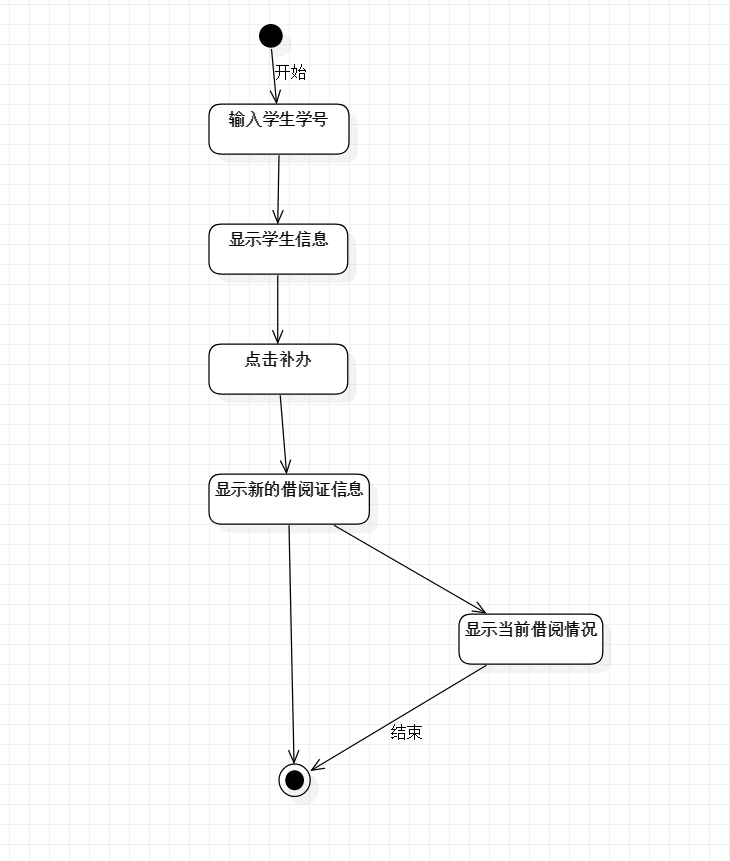 开始
输入学生学号
显示学生信息
点击补办
显示新的借阅证信息
显示当前借阅情况
结束